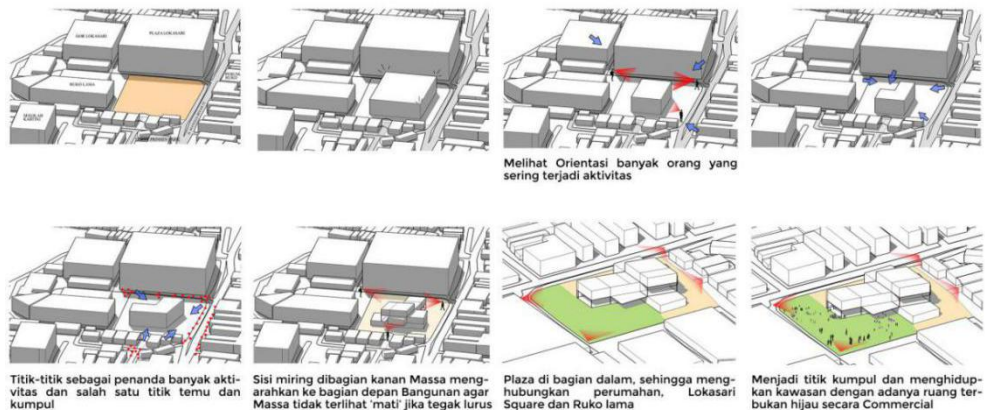 PLAZA LOKASARI
RUKO LAMA
Melihat Orientasi banyak orang yang
sering terjadi aktivitas
Titik-titik sebagai penanda banyak akti-
vitas dan salah satu titik temu dan
kumpul
Sisi miring dibagian kanan Massa meng-
arahkan ke bagian depan Bangunan agar
Massa tidak terlihat 'mati' jika tegak lurus
Plaza di bagian dalam, sehingga meng-
hubungkan perumahan, Lokasari
Square dan Ruko lama
Menjadi titik kumpul dan menghidup-
kan kawasan dengan adanya ruang ter-
bukan hijau secara Commercial